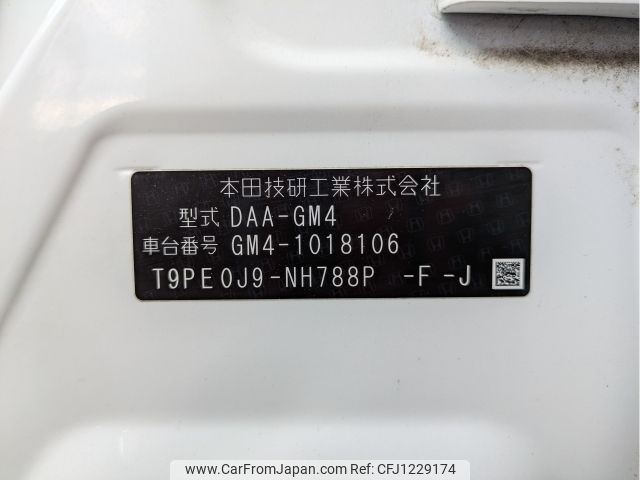 本田技研工業株式会社
型式 DAA-GM4
車台番号 GM4-1018106
T9PE0J9-NH788P -F-J
www.CarFromJapan.com CFJ1229174